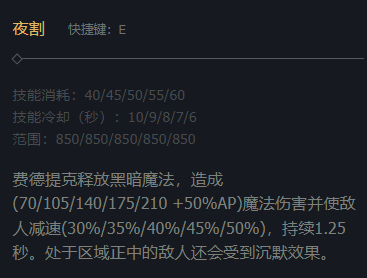 夜割 快捷键：E
技能消耗：40/45/50/55/60
技能冷却（秒）：10/9/8/7/6
范围：850/850/850/850/850
费德提克释放黑暗魔法，造成
(70/105/140/175/210 +50%AP)魔法伤害并使敌
人减速(30%/35%/40%/45%/50%)，持续1.25
秒。处于区域正中的敌人还会受到沉默效果。